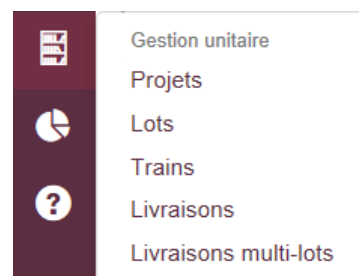 Gestion unitaire
Projets
Lots
Trains
Livraisons
Livraisons multi-lots